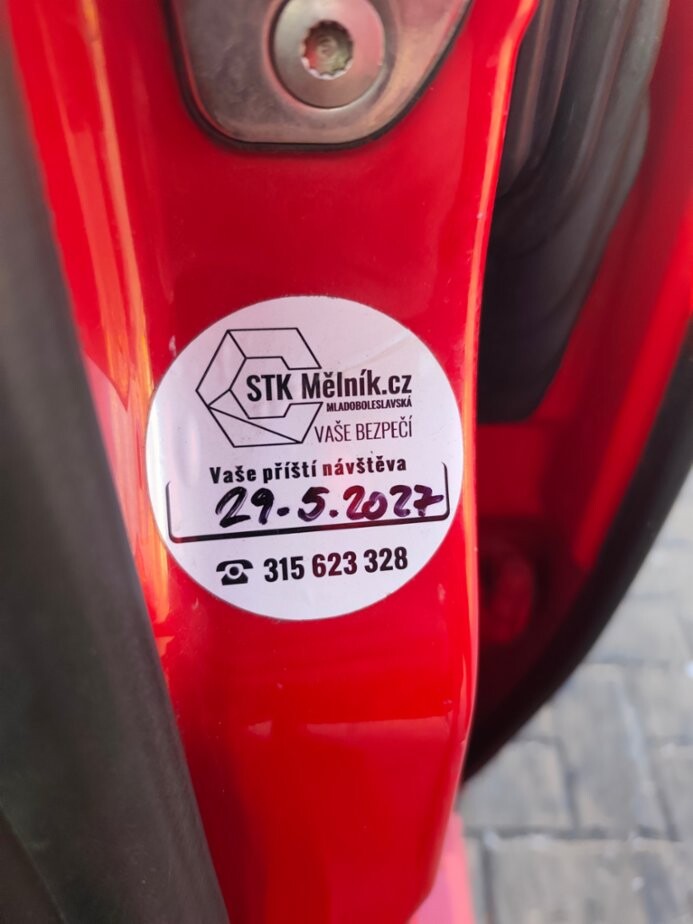 STK Mělník.cz
MLADOBOLESLAVSKÁ
VAŠE BEZPEČÍ
Vaše příští návštěva
29.5.2027
315 623 328